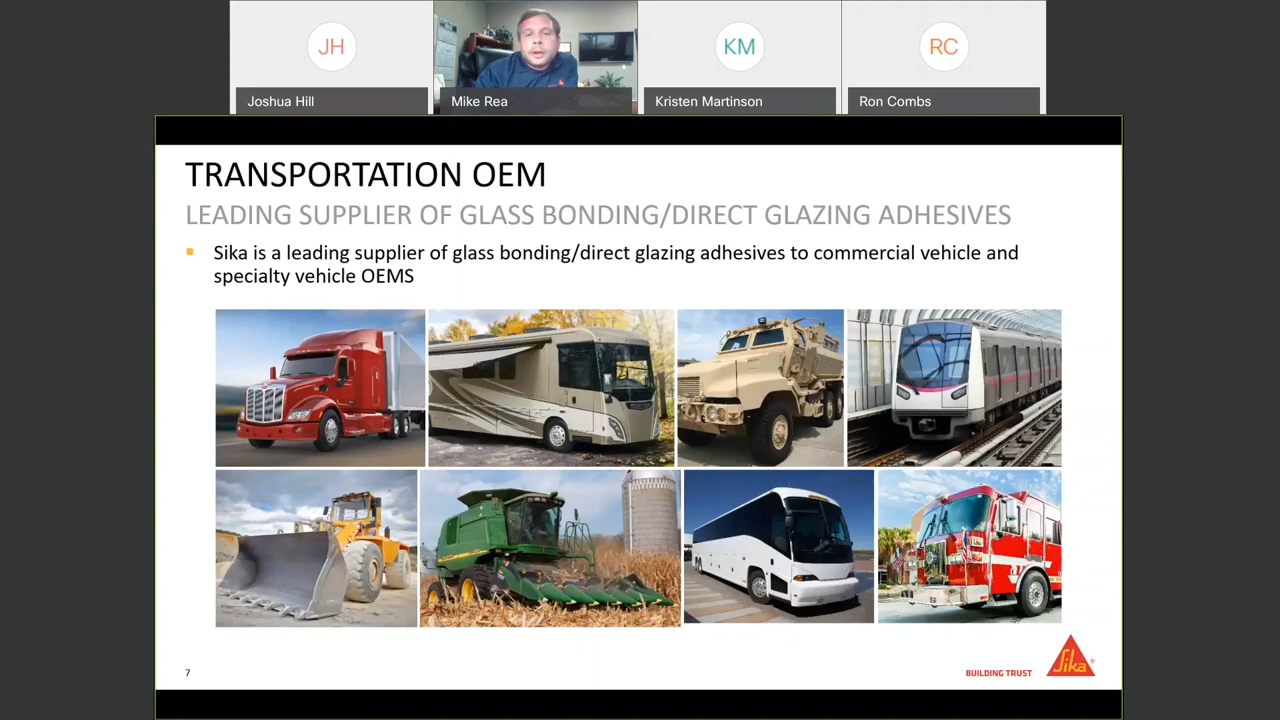 JH
KM
RC
Joshua Hill
Mike Rea
Kristen Martinson
Ron Combs
TRANSPORTATION OEM
LEADING SUPPLIER OF GLASS BONDING/DIRECT GLAZING ADHESIVES
Sika is a leading supplier of glass bonding/direct glazing adhesives to commercial vehicle and
specialty vehicle OEMS
7
BUILDING TRUST
Sika®